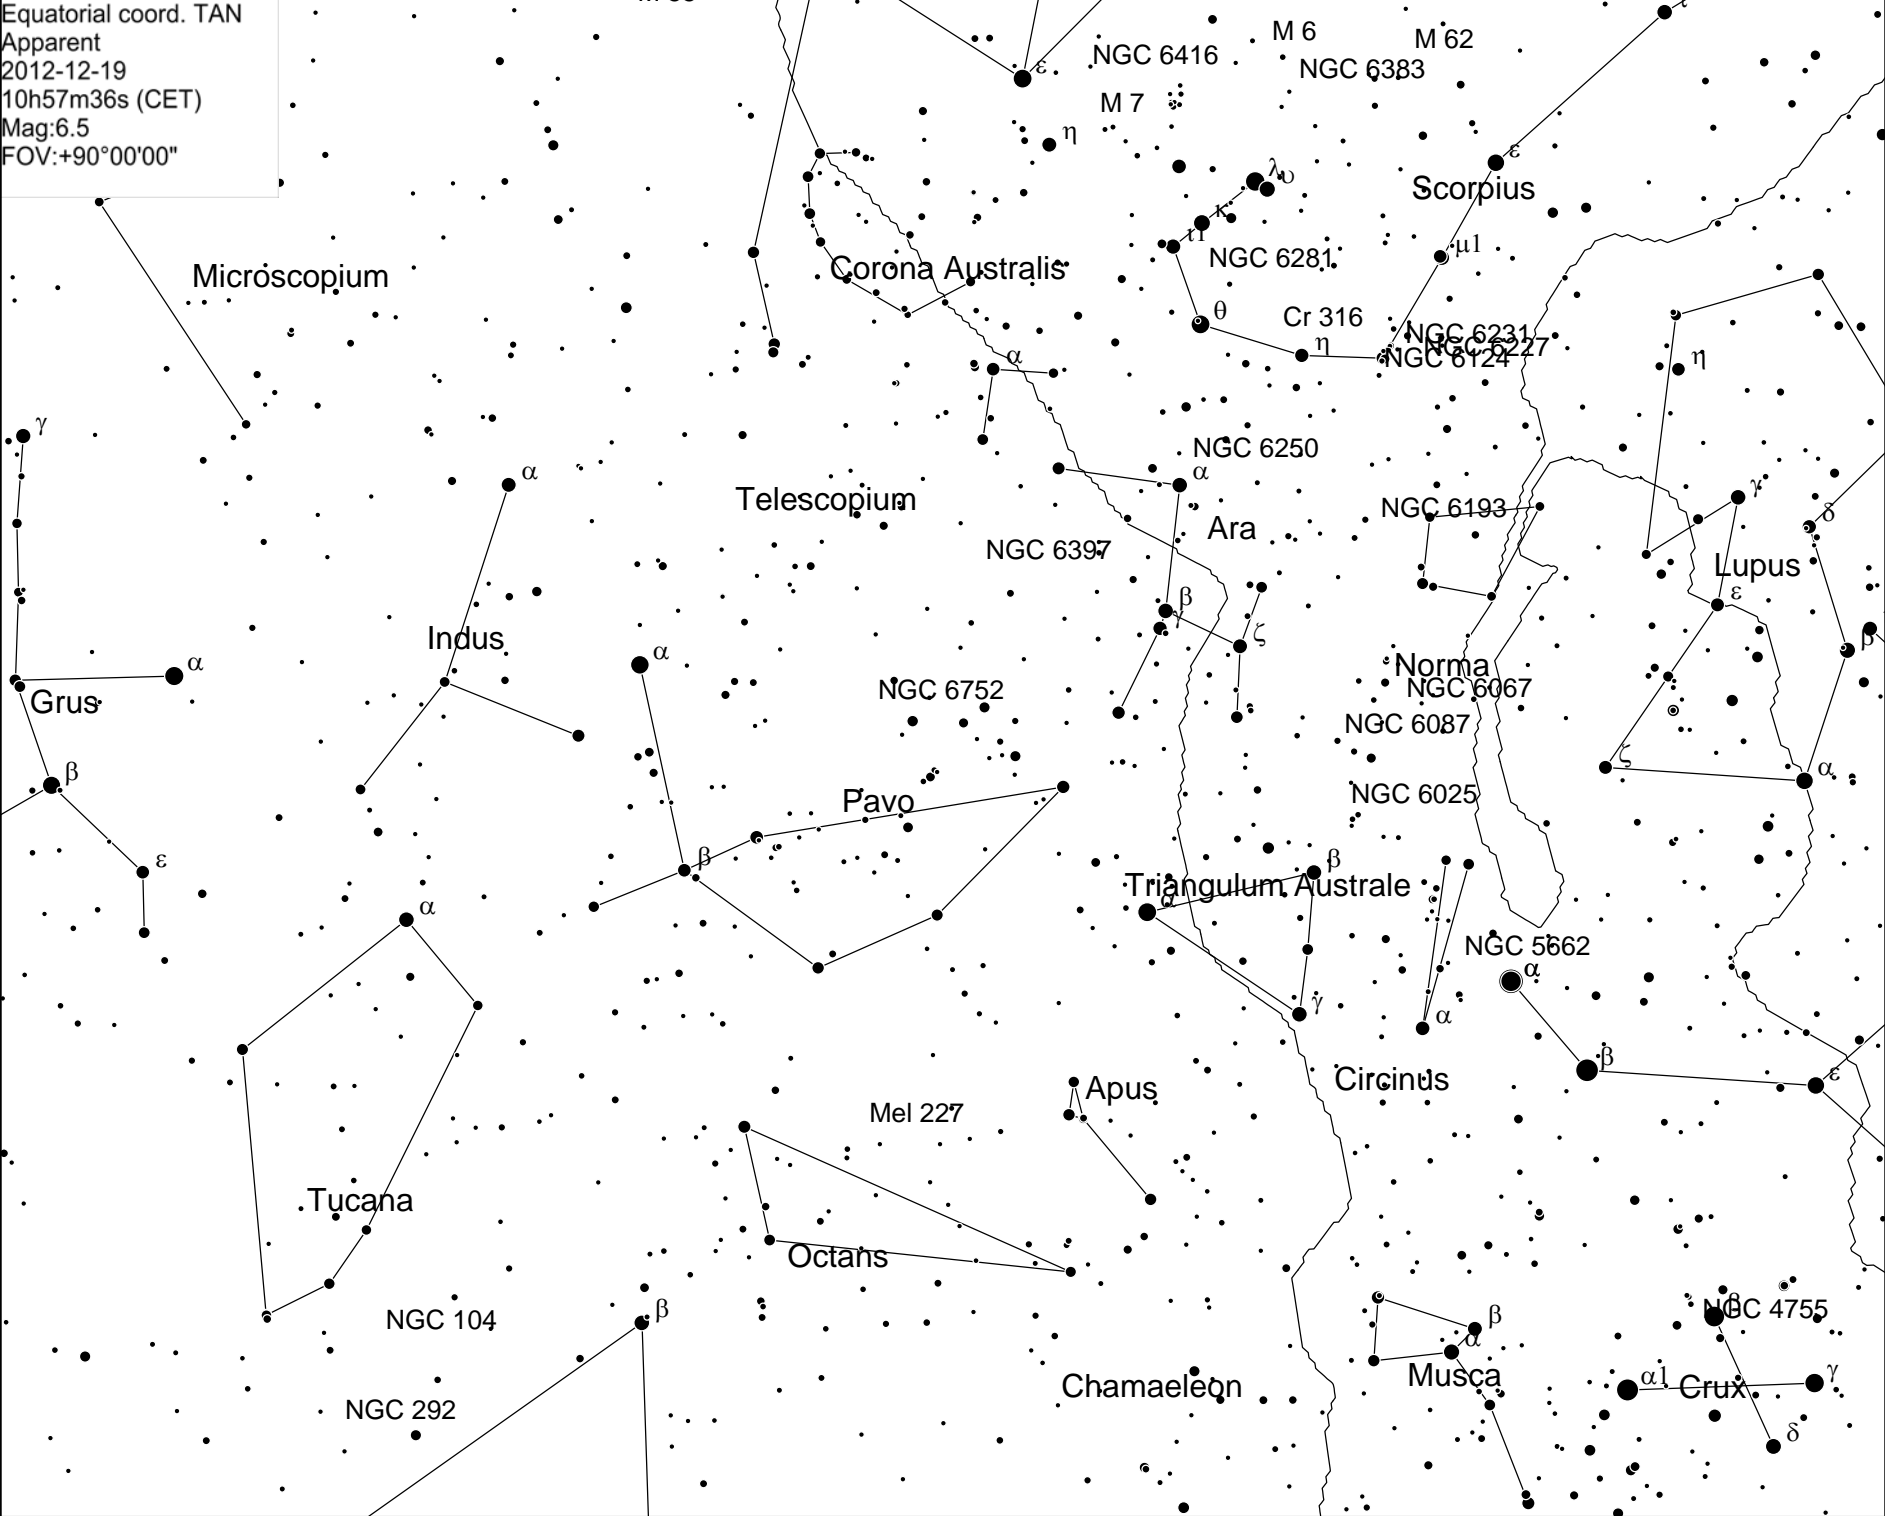 Equatorial coord. TAN
Apparent
2012-12-19
10h57m36s (CET)
Mag:6.5
FOV:+90°00'00"
M 6
M 62
NGC 6416
ε
NGC 6383
M 7
η
ε
λ
υ
Scorpius
κ
ι1
μ1
NGC 6281
Microscopium
Corona Australis
θ
Cr 316
η
NGC 6231
NGC 6227
NGC 6124
α
η
γ
NGC 6250
α
α
Telescopium
γ
NGC 6193
δ
Ara
NGC 6397
Lupus
β
γ
ε
Indus
ζ
β
α
α
Norma
Grus
NGC 6752
NGC 6067
NGC 6087
ζ
β
α
Pavo
NGC 6025
ε
β
β
Triangulum Australe
α
α
NGC 5662
α
γ
α
β
Circinus
ε
Apus
Mel 227
Tucana
Octans
NGC 104
β
β
β
NGC 4755
α
Musca
α1
Crux
γ
Chamaeleon
NGC 292
δ